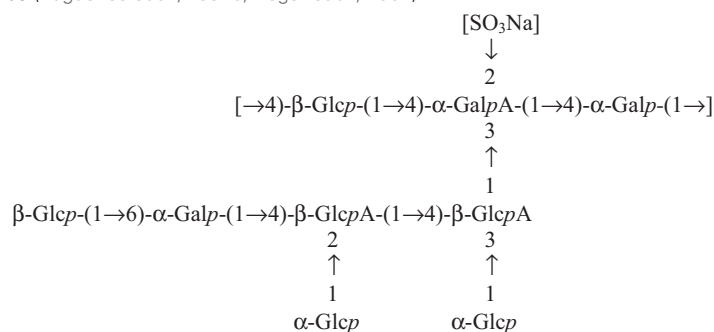 [SO₃Na]
↓
2
[→4)-β-Glcp-(1→4)-α-GalpA-(1→4)-α-Galp-(1→]
3
↑
1
β-Glcp-(1→6)-α-Galp-(1→4)-β-GlcpA-(1→4)-β-GlcpA
2 3
↑ ↑
1 1
α-Glcp α-Glcp